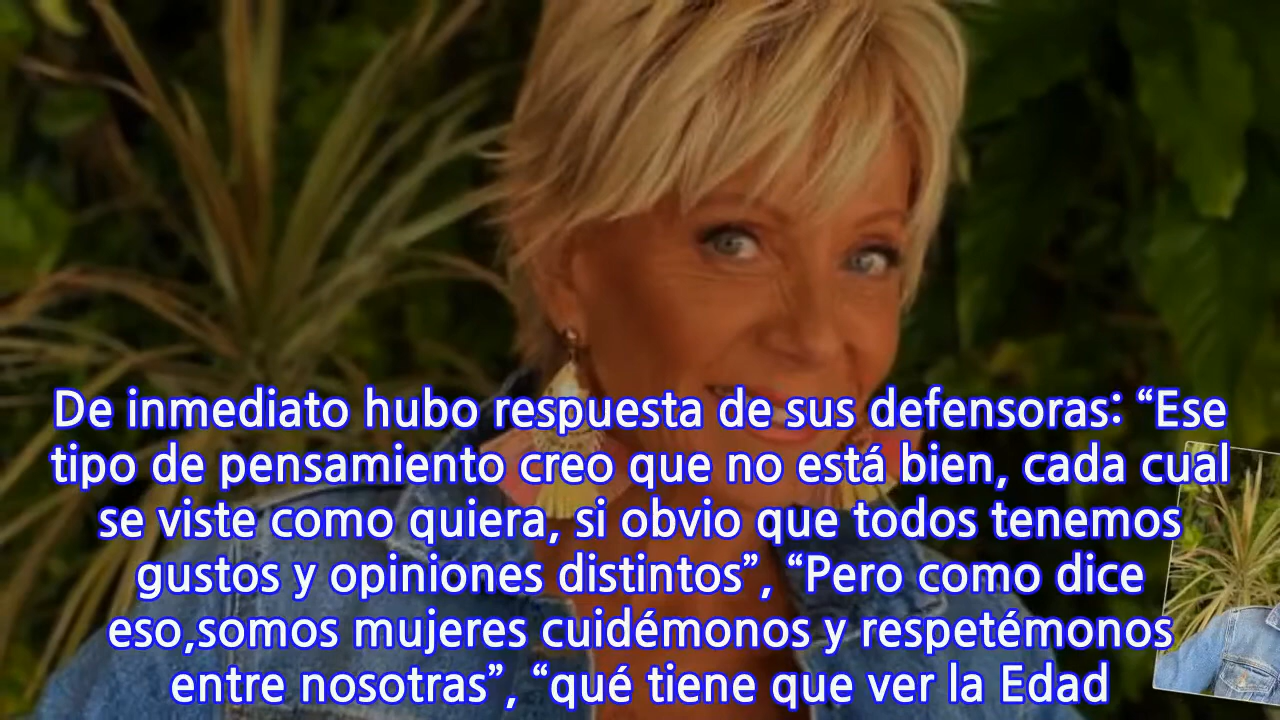 De inmediato hubo respuesta de sus defensoras: “Ese
tipo de pensamiento creo que no está bien, cada cual
se viste como quiera, si obvio que todos tenemos
gustos y opiniones distintos”, “Pero como dice
eso,somos mujeres cuidémonos y respetémonos
entre nosotras”, “qué tiene que ver la Edad